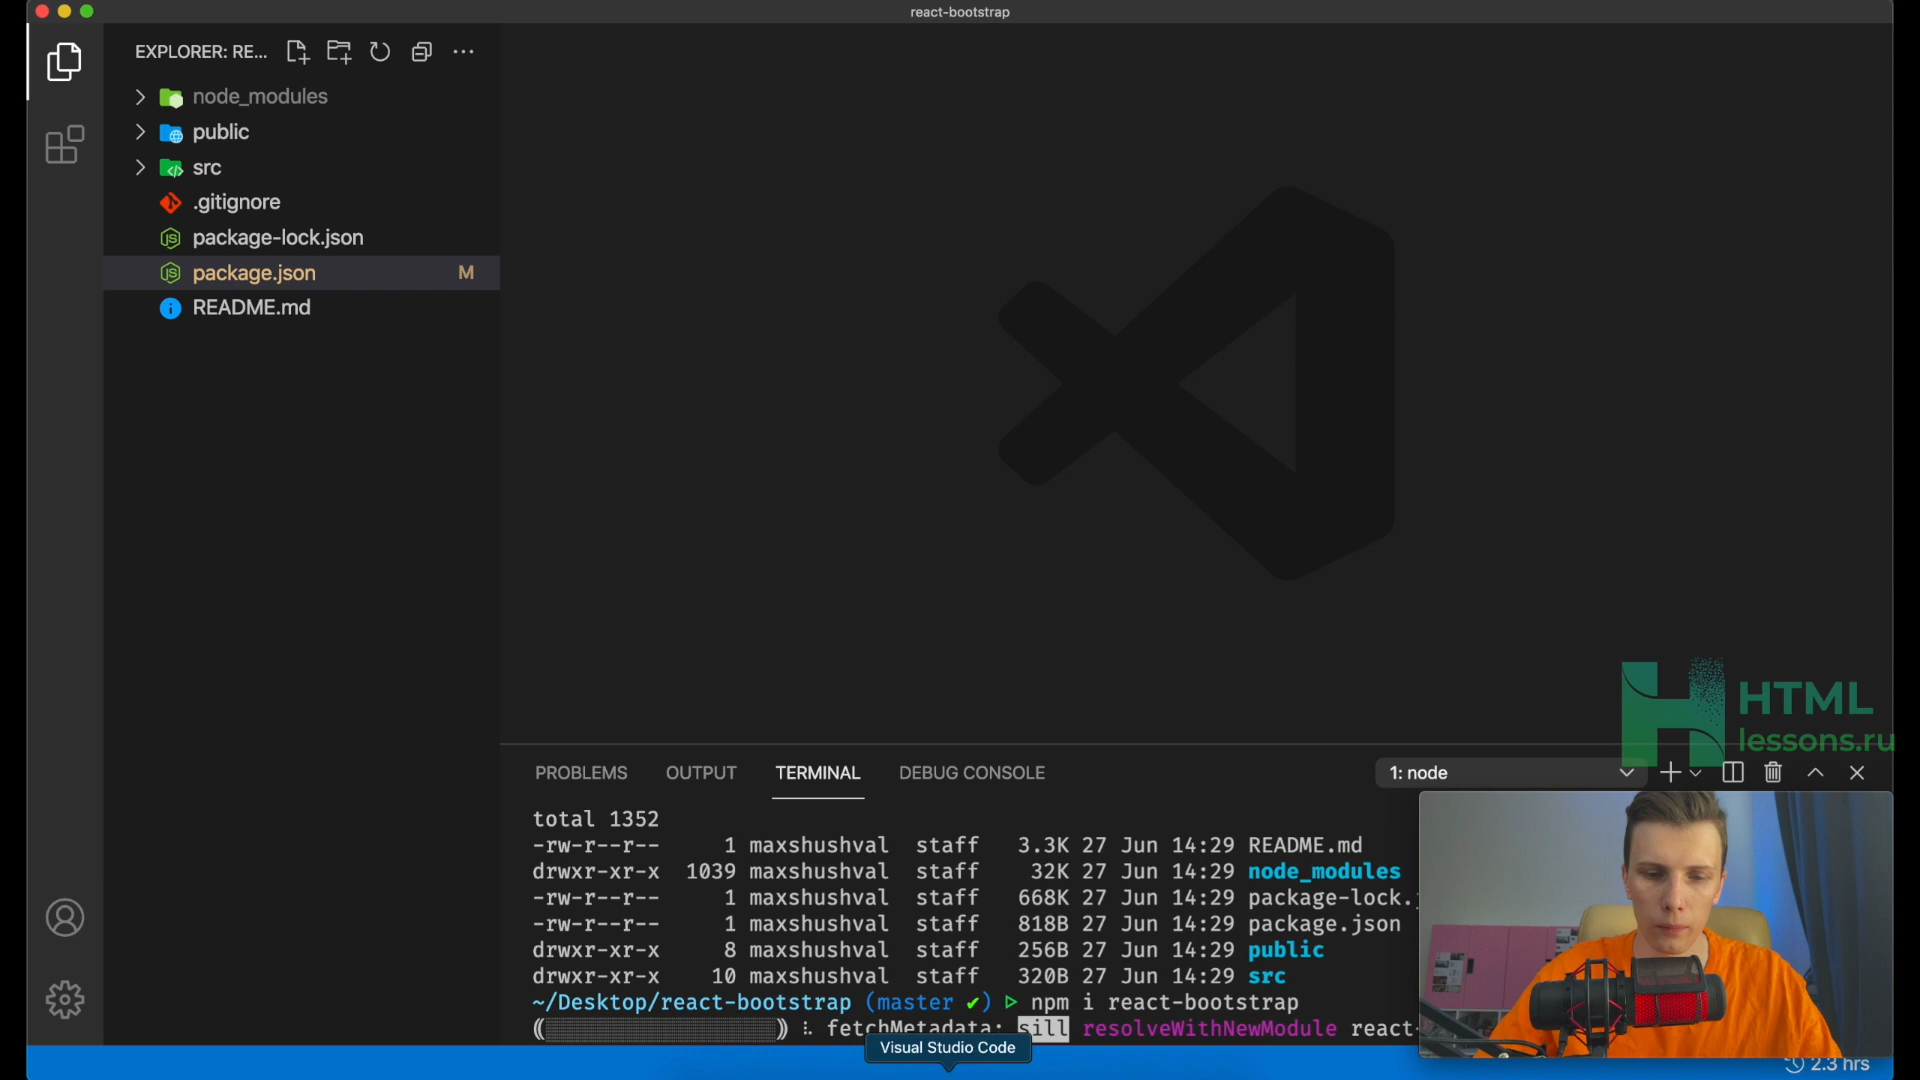 react-bootstrap
EXPLORER: RE...
node_modules
public
src
.gitignore
package-lock.json
package.json M
README.md
HTML
lessons.ru
PROBLEMS OUTPUT TERMINAL DEBUG CONSOLE 1: node
total 1352
-rw-r--r-- 1 maxshushval staff 3.3K 27 Jun 14:29 README.md
drwxr-xr-x 1039 maxshushval staff 32K 27 Jun 14:29 node_modules
-rw-r--r-- 1 maxshushval staff 668K 27 Jun 14:29 package-lock.
-rw-r--r-- 1 maxshushval staff 818B 27 Jun 14:29 package.json
drwxr-xr-x 8 maxshushval staff 256B 27 Jun 14:29 public
drwxr-xr-x 10 maxshushval staff 320B 27 Jun 14:29 src
~/Desktop/react-bootstrap (master ✔) ▷ npm i react-bootstrap
fetchMetadata: sill resolveWithNewModule react-
Visual Studio Code
2.3 hrs